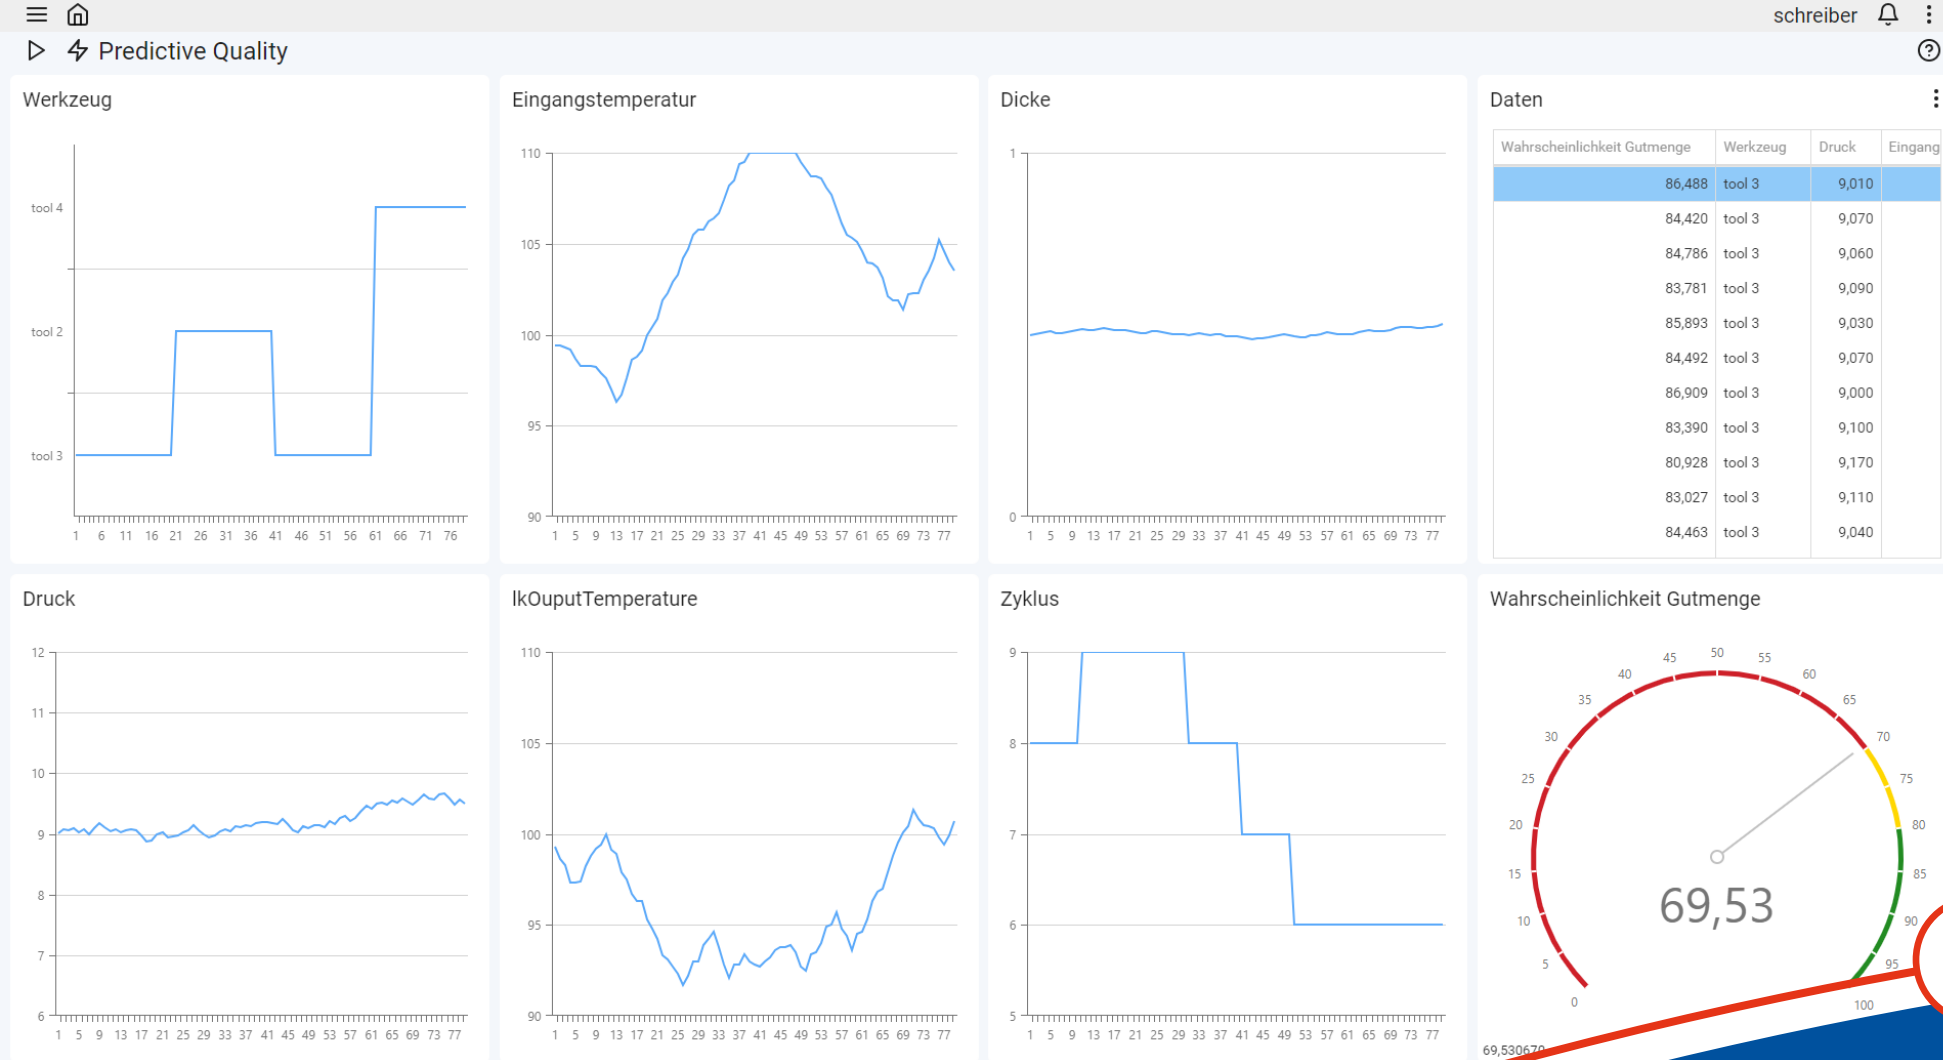 schreiber
Predictive Quality
Werkzeug
tool 4
tool 2
tool 3
1 6 11 16 21 26 31 36 41 46 51 56 61 66 71 76
Eingangstemperatur
110
105
100
95
90
1 5 9 13 17 21 25 29 33 37 41 45 49 53 57 61 65 69 73 77
Dicke
1
0
1 5 9 13 17 21 25 29 33 37 41 45 49 53 57 61 65 69 73 77
Daten
Wahrscheinlichkeit Gutmenge Werkzeug Druck Eingang
86,488 tool 3 9,010
84,420 tool 3 9,070
84,786 tool 3 9,060
83,781 tool 3 9,090
85,893 tool 3 9,030
84,492 tool 3 9,070
86,909 tool 3 9,000
83,390 tool 3 9,100
80,928 tool 3 9,170
83,027 tool 3 9,110
84,463 tool 3 9,040
Druck
12
11
10
9
8
7
6
1 5 9 13 17 21 25 29 33 37 41 45 49 53 57 61 65 69 73 77
lkOuputTemperature
110
105
100
95
90
1 5 9 13 17 21 25 29 33 37 41 45 49 53 57 61 65 69 73 77
Zyklus
9
8
7
6
5
1 5 9 13 17 21 25 29 33 37 41 45 49 53 57 61 65 69 73 77
Wahrscheinlichkeit Gutmenge
0
5
10
15
20
25
30
35
40
45
50
55
60
65
70
75
80
85
90
95
100
69,53
69,530670